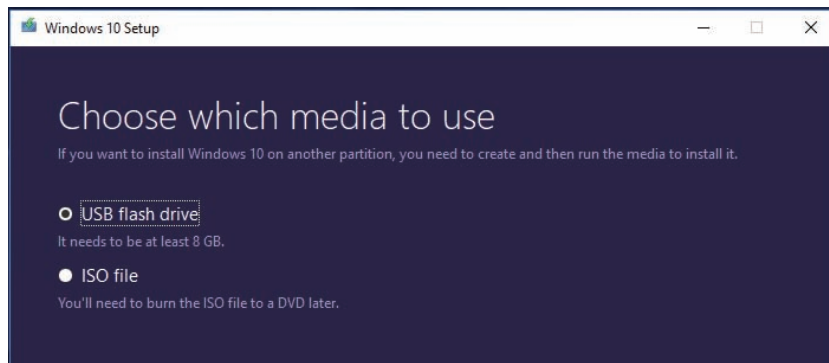 Windows 10 Setup
Choose which media to use
If you want to install Windows 10 on another partition, you need to create and then run the media to install it.
USB flash drive
It needs to be at least 8 GB.
ISO file
You'll need to burn the ISO file to a DVD later.